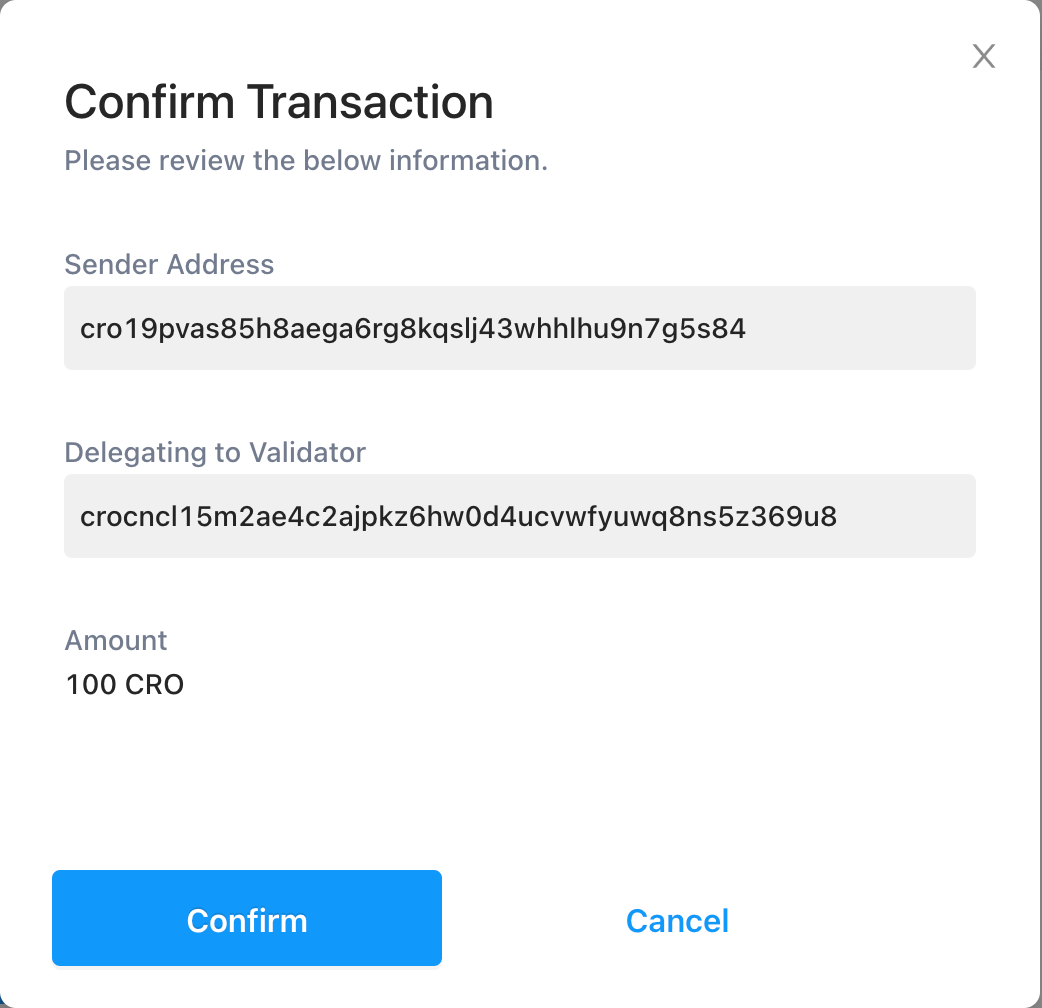 X
Confirm Transaction
Please review the below information.
Sender Address
cro19pvas85h8aega6rg8kqslj43whhlhu9n7g5s84
Delegating to Validator
crocncl15m2ae4c2ajpkz6hw0d4ucvwfyuwq8ns5z369u8
Amount
100 CRO
Confirm
Cancel